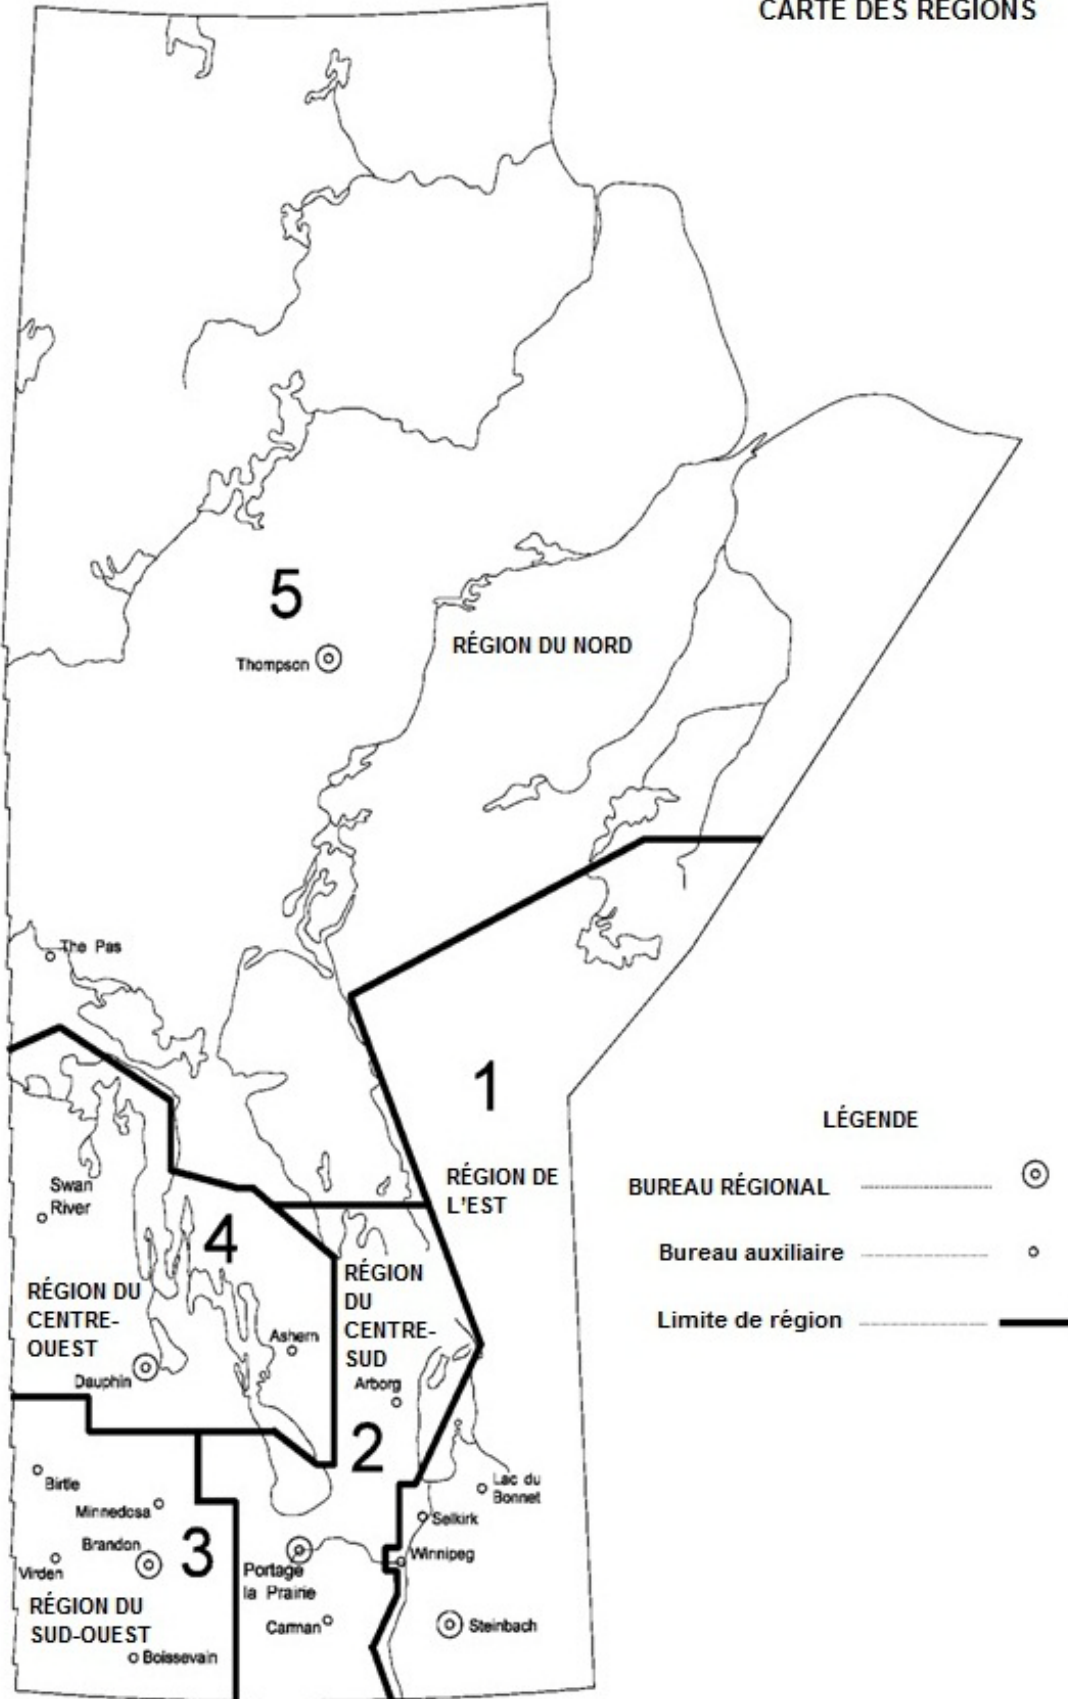 CARTE DES RÉGIONS
5
Thompson
RÉGION DU NORD
The Pas
1
RÉGION DE
L'EST
LÉGENDE
BUREAU RÉGIONAL
Bureau auxiliaire
Limite de région
Swan
River
4
RÉGION DU
CENTRE-
OUEST
RÉGION
DU
CENTRE-
SUD
Ashern
Dauphin
Arborg
2
Birtle
Minnedosa
Brandon
3
Virden
RÉGION DU
SUD-OUEST
Boissevain
Lac du
Bonnet
Selkirk
Winnipeg
Portage
la Prairie
Carman
Steinbach